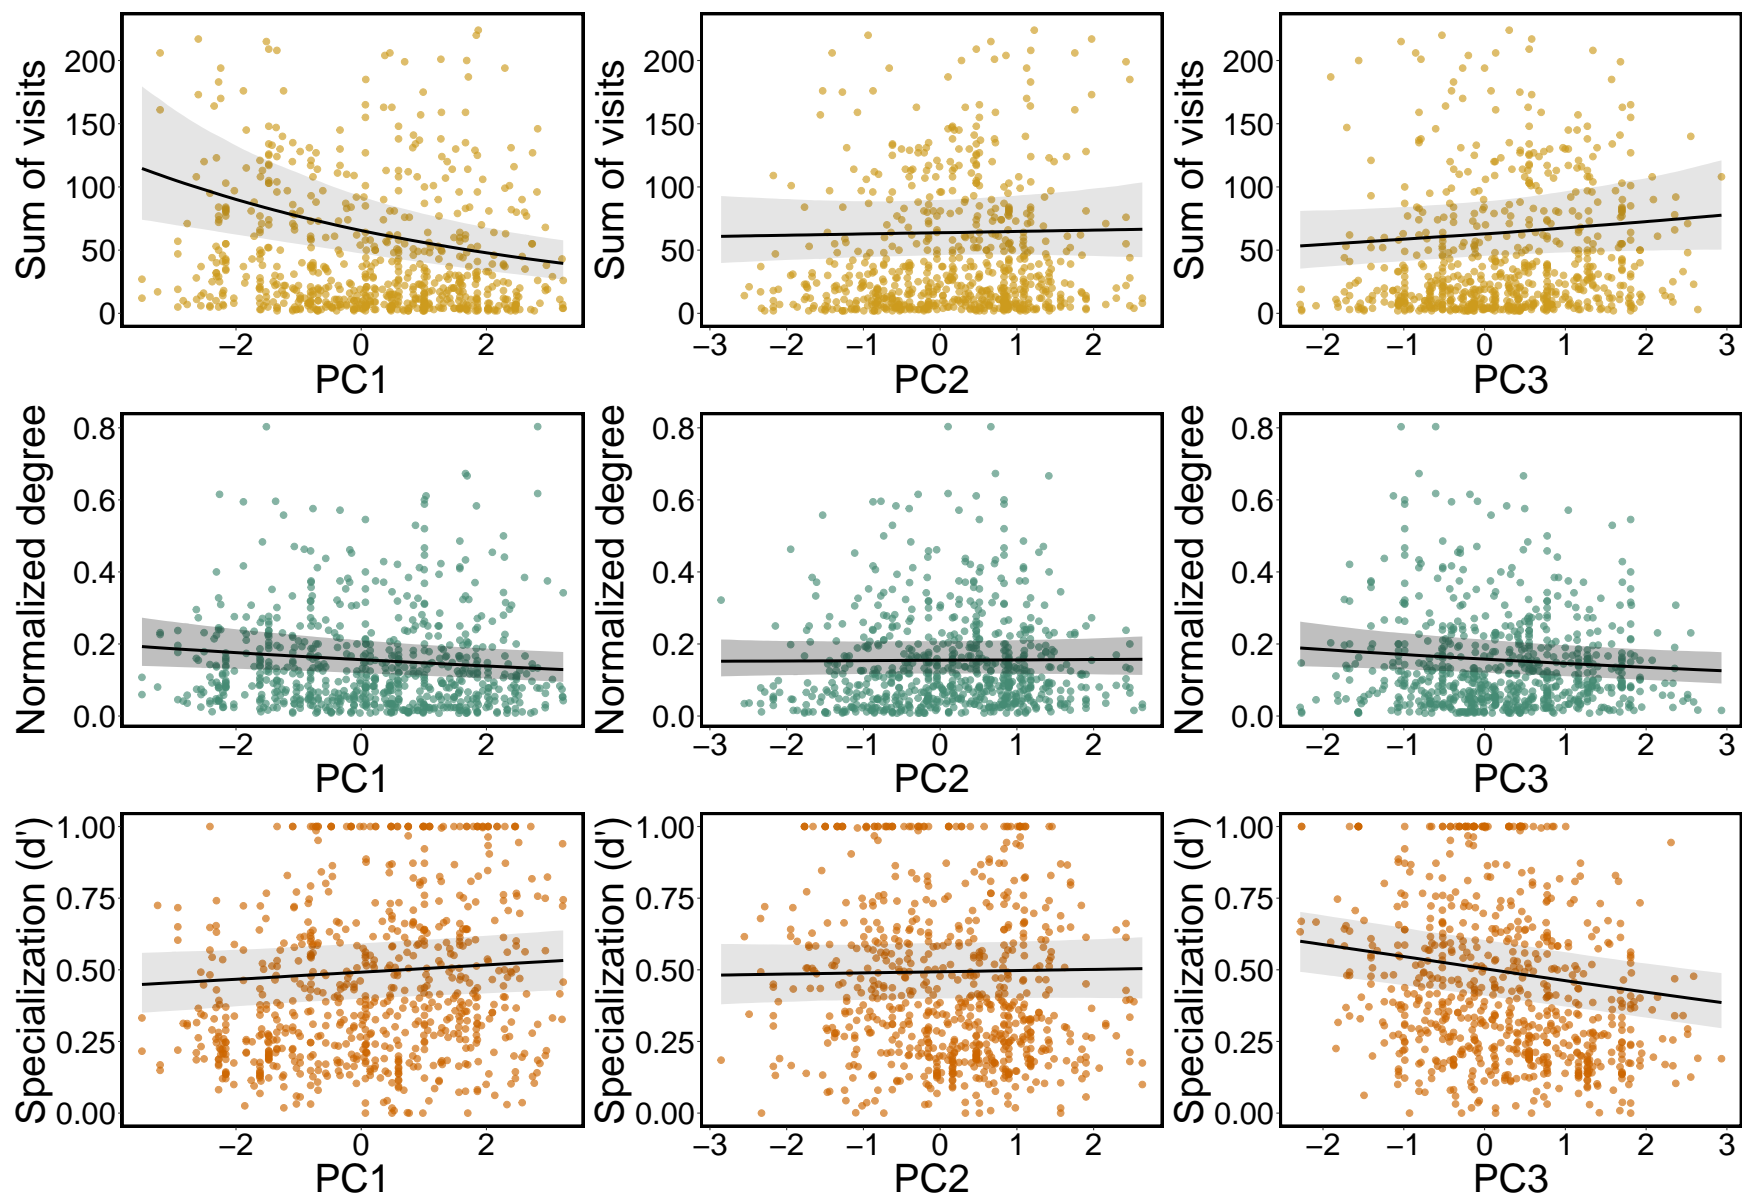 Sum of visits
200
150
100
50
0
−2 0 2
PC1
Sum of visits
200
150
100
50
0
−3 −2 −1 0 1 2
PC2
Sum of visits
200
150
100
50
0
−2 −1 0 1 2 3
PC3
Normalized degree
0.8
0.6
0.4
0.2
0.0
−2 0 2
PC1
Normalized degree
0.8
0.6
0.4
0.2
0.0
−3 −2 −1 0 1 2
PC2
Normalized degree
0.8
0.6
0.4
0.2
0.0
−2 −1 0 1 2 3
PC3
Specialization (d')
1.00
0.75
0.50
0.25
0.00
−2 0 2
PC1
Specialization (d')
1.00
0.75
0.50
0.25
0.00
−3 −2 −1 0 1 2
PC2
Specialization (d')
1.00
0.75
0.50
0.25
0.00
−2 −1 0 1 2 3
PC3